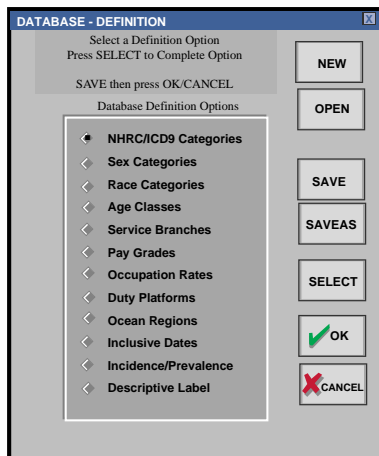 DATABASE - DEFINITION
X
Select a Definition Option
Press SELECT to Complete Option
SAVE then press OK/CANCEL
Database Definition Options
NHRC/ICD9 Categories
Sex Categories
Race Categories
Age Classes
Service Branches
Pay Grades
Occupation Rates
Duty Platforms
Ocean Regions
Inclusive Dates
Incidence/Prevalence
Descriptive Label
NEW
OPEN
SAVE
SAVEAS
SELECT
OK
CANCEL